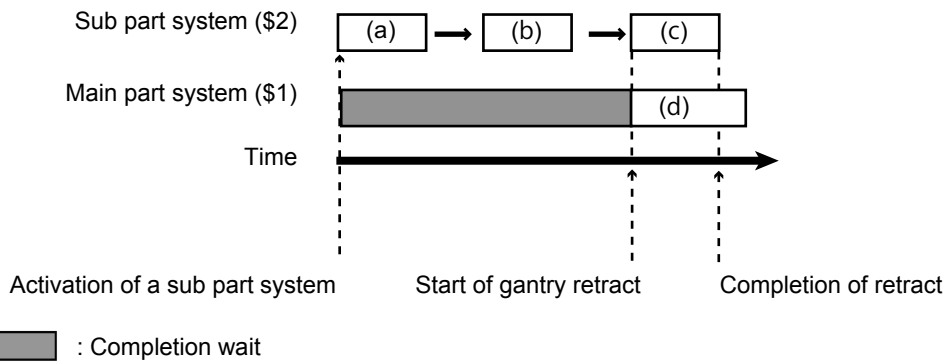 Sub part system ($2)
(a)
(b)
(c)
Main part system ($1)
(d)
Time
Activation of a sub part system
Start of gantry retract
Completion of retract
: Completion wait